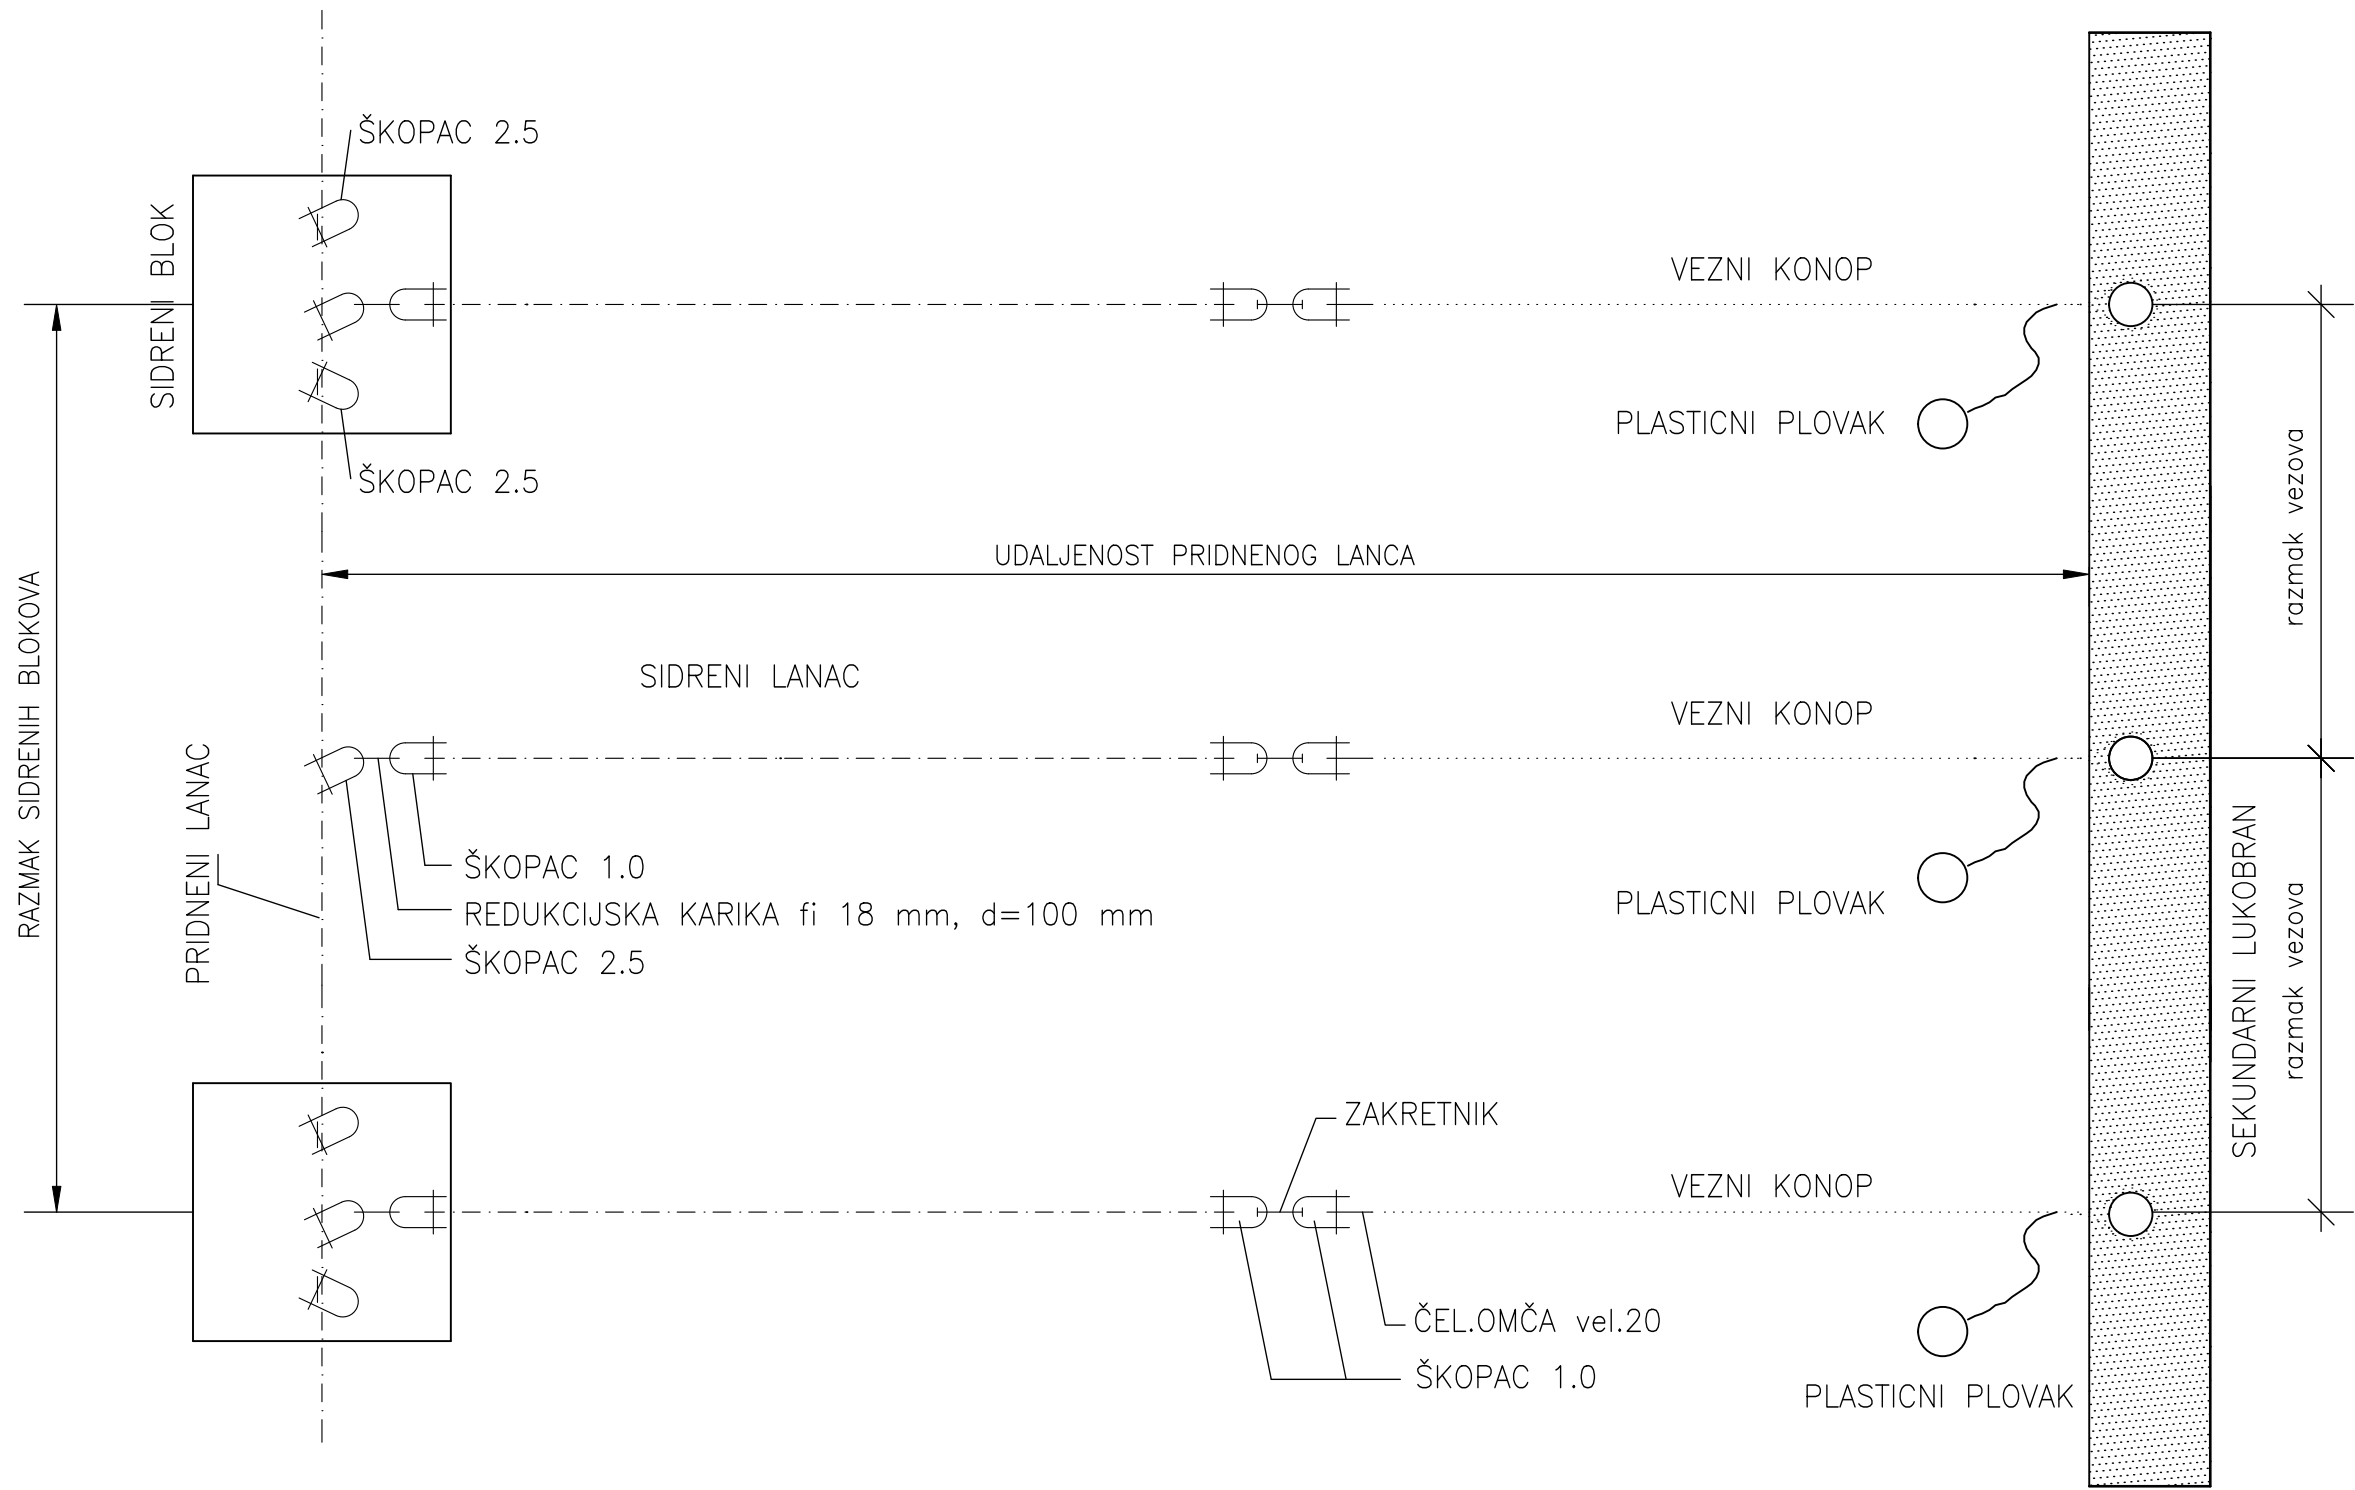 ŠKOPAC 2.5
SIDRENI BLOK
VEZNI KONOP
PLASTICNI PLOVAK
ŠKOPAC 2.5
razmak vezova
UDALJENOST PRIDNENOG LANCA
RAZMAK SIDRENIH BLOKOVA
SIDRENI LANAC
VEZNI KONOP
PRIDNENI LANAC
ŠKOPAC 1.0
REDUKCIJSKA KARIKA fi 18 mm, d=100 mm
ŠKOPAC 2.5
PLASTICNI PLOVAK
SEKUNDARNI LUKOBRAN
razmak vezova
ZAKRETNIK
VEZNI KONOP
ČEL.OMČA vel.20
ŠKOPAC 1.0
PLASTICNI PLOVAK